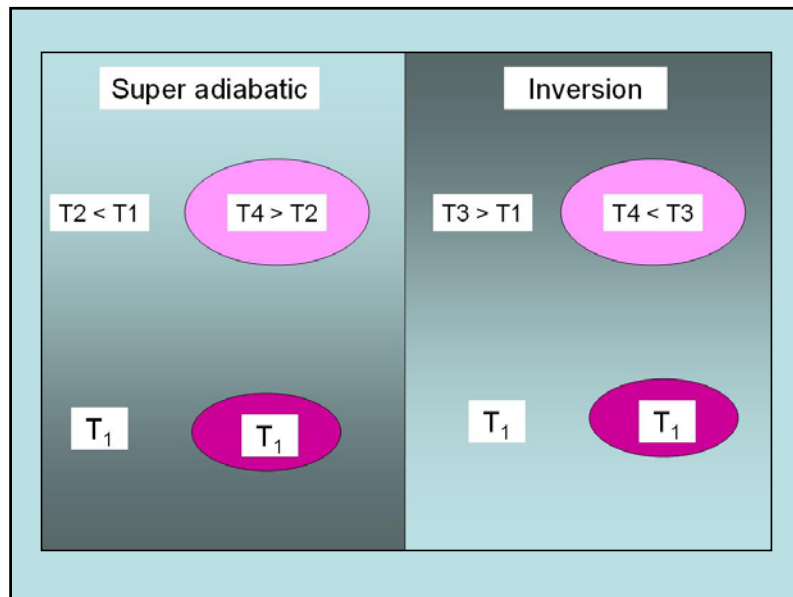 Super adiabatic
Inversion
T2 < T1
T4 > T2
T3 > T1
T4 < T3
T₁
T₁
T₁
T₁